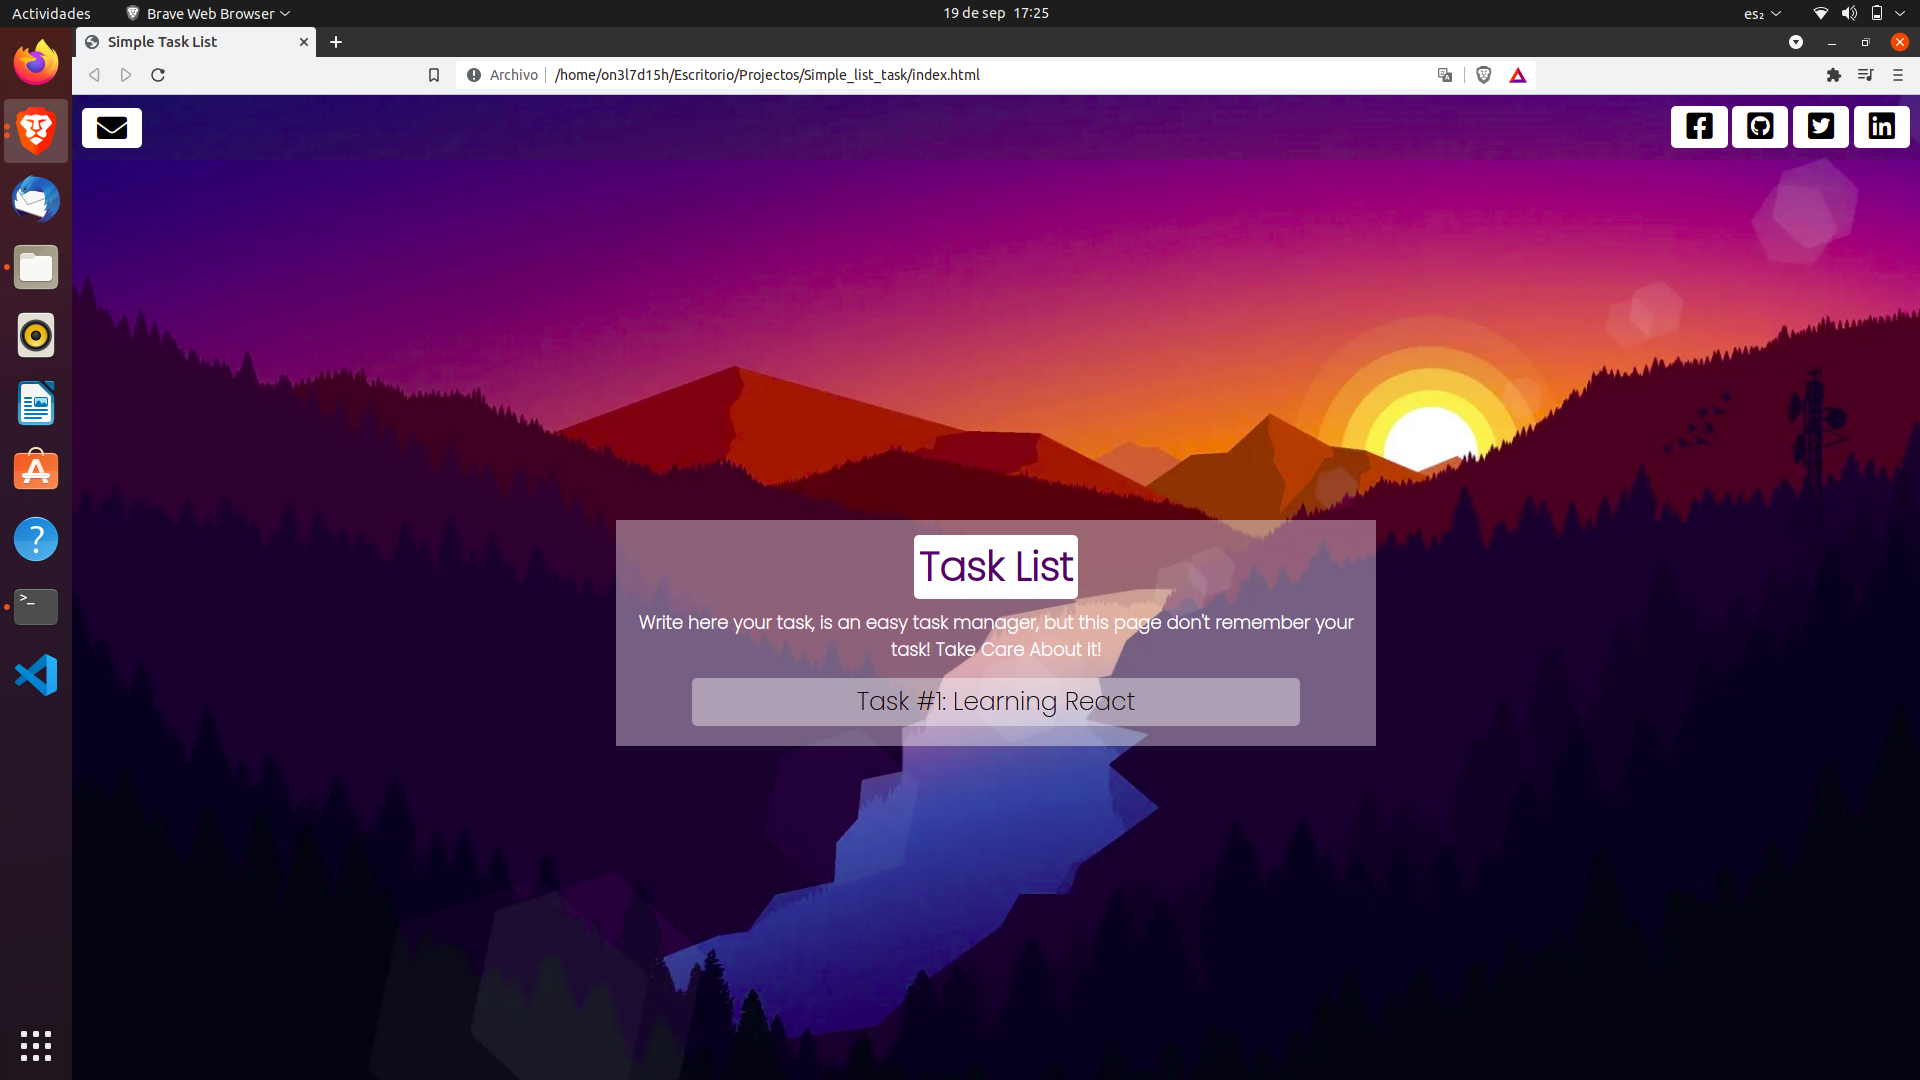 Actividades
Brave Web Browser
19 de sep 17:25
es₂
Simple Task List
Archivo
/home/on3l7d15h/Escritorio/Projectos/Simple_list_task/index.html
Task List
Write here your task, is an easy task manager, but this page don't remember your
task! Take Care About it!
Task #1: Learning React